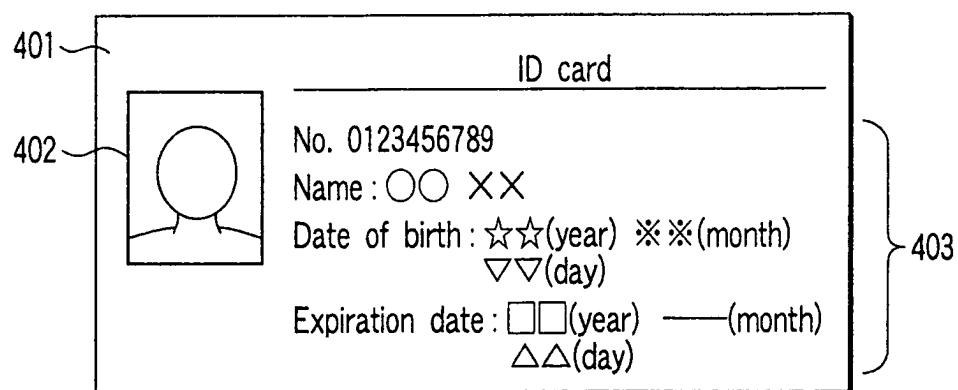 401
ID card
402
No. 0123456789
Name : ○○ ××
Date of birth : ☆☆(year) ※※(month)
▽▽(day)
403
Expiration date : □□(year) ——(month)
△△(day)